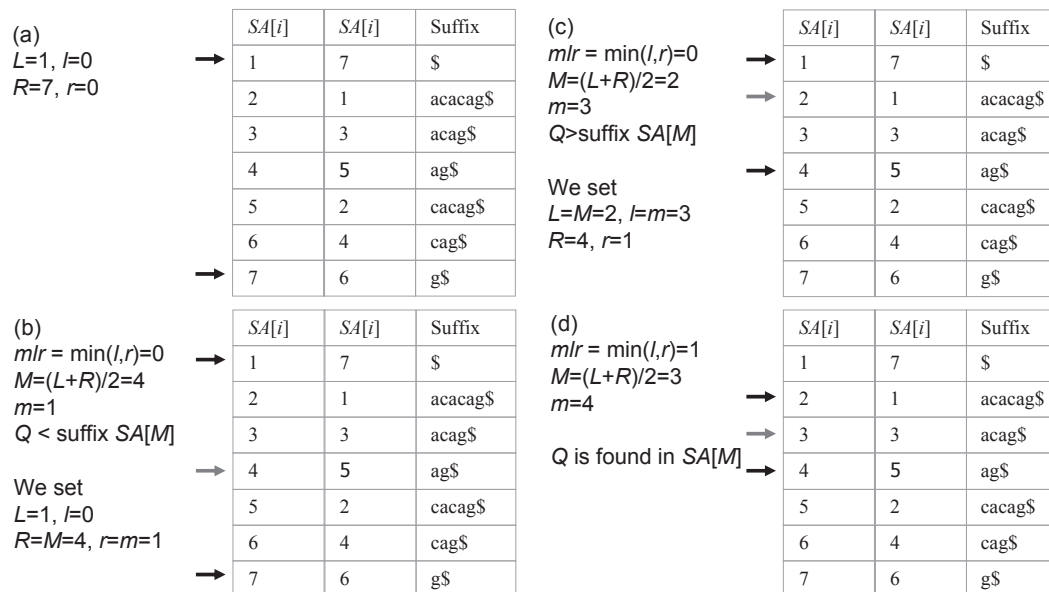 (a)
L=1, l=0
R=7, r=0
SA[i] SA[i] Suffix
1 7 $
2 1 acacag$
3 3 acag$
4 5 ag$
5 2 cacag$
6 4 cag$
7 6 g$
(b)
mlr = min(l,r)=0
M=(L+R)/2=4
m=1
Q < suffix SA[M]
We set
L=1, l=0
R=M=4, r=m=1
SA[i] SA[i] Suffix
1 7 $
2 1 acacag$
3 3 acag$
4 5 ag$
5 2 cacag$
6 4 cag$
7 6 g$
(c)
mlr = min(l,r)=0
M=(L+R)/2=2
m=3
Q>suffix SA[M]
We set
L=M=2, l=m=3
R=4, r=1
SA[i] SA[i] Suffix
1 7 $
2 1 acacag$
3 3 acag$
4 5 ag$
5 2 cacag$
6 4 cag$
7 6 g$
(d)
mlr = min(l,r)=1
M=(L+R)/2=3
m=4
Q is found in SA[M]
SA[i] SA[i] Suffix
1 7 $
2 1 acacag$
3 3 acag$
4 5 ag$
5 2 cacag$
6 4 cag$
7 6 g$